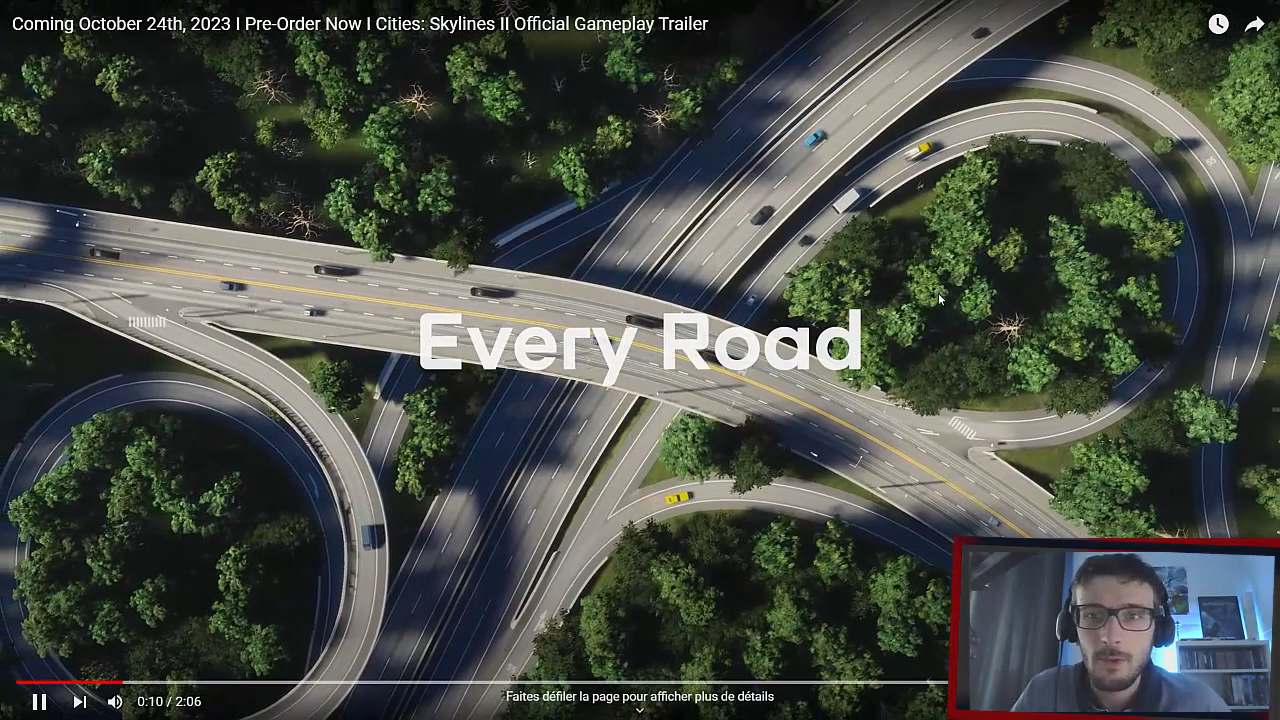 Coming October 24th, 2023 I Pre-Order Now I Cities: Skylines II Official Gameplay Trailer
Every Road
0:10 / 2:06
Faites défiler la page pour afficher plus de détails